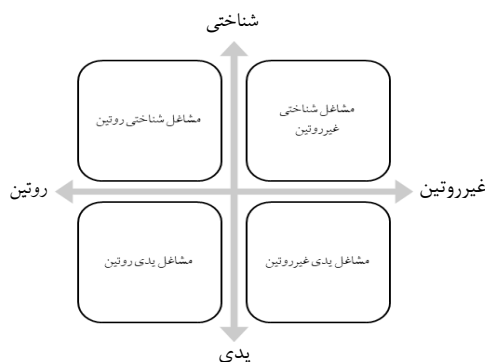 شناختی
مشاغل شناختی
غیرروتین
مشاغل شناختی روتین
غیرروتین
روتین
مشاغل یدی غیرروتین
مشاغل یدی روتین
یدی